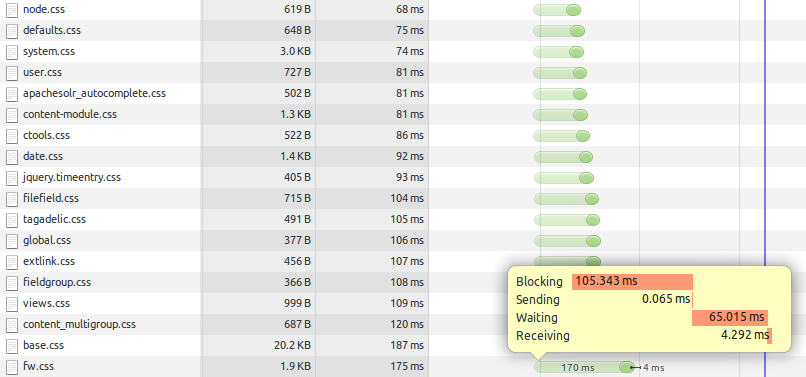 node.css 619 B 68 ms
defaults.css 648 B 75 ms
system.css 3.0 KB 74 ms
user.css 727 B 81 ms
apachesolr_autocomplete.css 502 B 81 ms
content-module.css 1.3 KB 81 ms
ctools.css 522 B 86 ms
date.css 1.4 KB 92 ms
jquery.timeentry.css 405 B 93 ms
filefield.css 715 B 104 ms
tagadelic.css 491 B 105 ms
global.css 377 B 106 ms
extlink.css 456 B 107 ms
fieldgroup.css 366 B 108 ms
views.css 999 B 109 ms
content_multigroup.css 687 B 120 ms
base.css 20.2 KB 187 ms
fw.css 1.9 KB 175 ms
Blocking 105.343 ms
Sending 0.065 ms
Waiting 65.015 ms
Receiving 4.292 ms
170 ms 4 ms